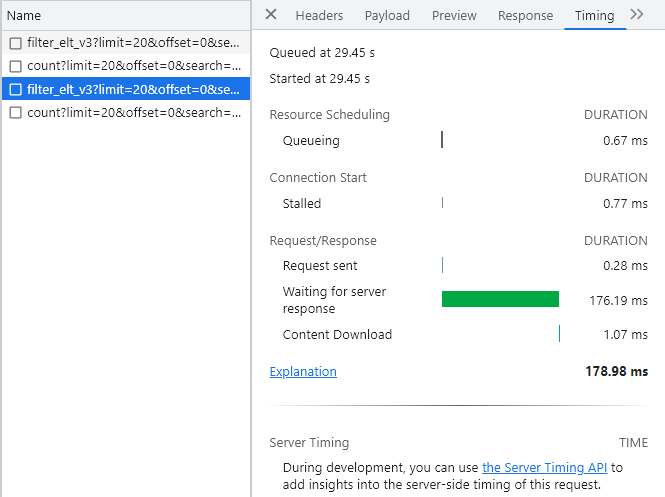 Name
filter_elt_v3?limit=20&offset=0&se...
count?limit=20&offset=0&search=...
filter_elt_v3?limit=20&offset=0&se...
count?limit=20&offset=0&search=...
Headers Payload Preview Response Timing
Queued at 29.45 s
Started at 29.45 s
Resource Scheduling DURATION
Queueing 0.67 ms
Connection Start DURATION
Stalled 0.77 ms
Request/Response DURATION
Request sent 0.28 ms
Waiting for server
response 176.19 ms
Content Download 1.07 ms
Explanation 178.98 ms
Server Timing TIME
During development, you can use the Server Timing API to
add insights into the server-side timing of this request.